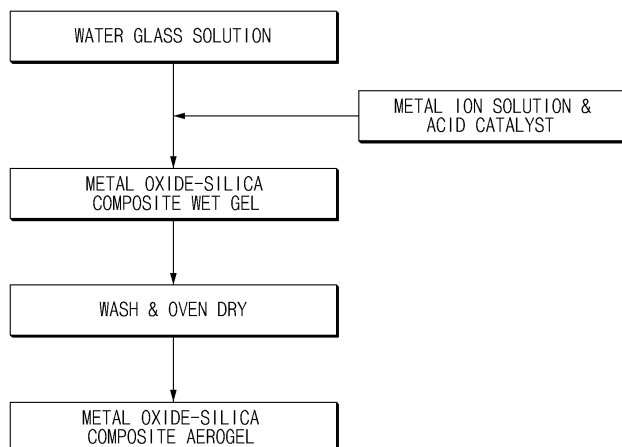 WATER GLASS SOLUTION
METAL ION SOLUTION &
ACID CATALYST
METAL OXIDE-SILICA
COMPOSITE WET GEL
WASH & OVEN DRY
METAL OXIDE-SILICA
COMPOSITE AEROGEL